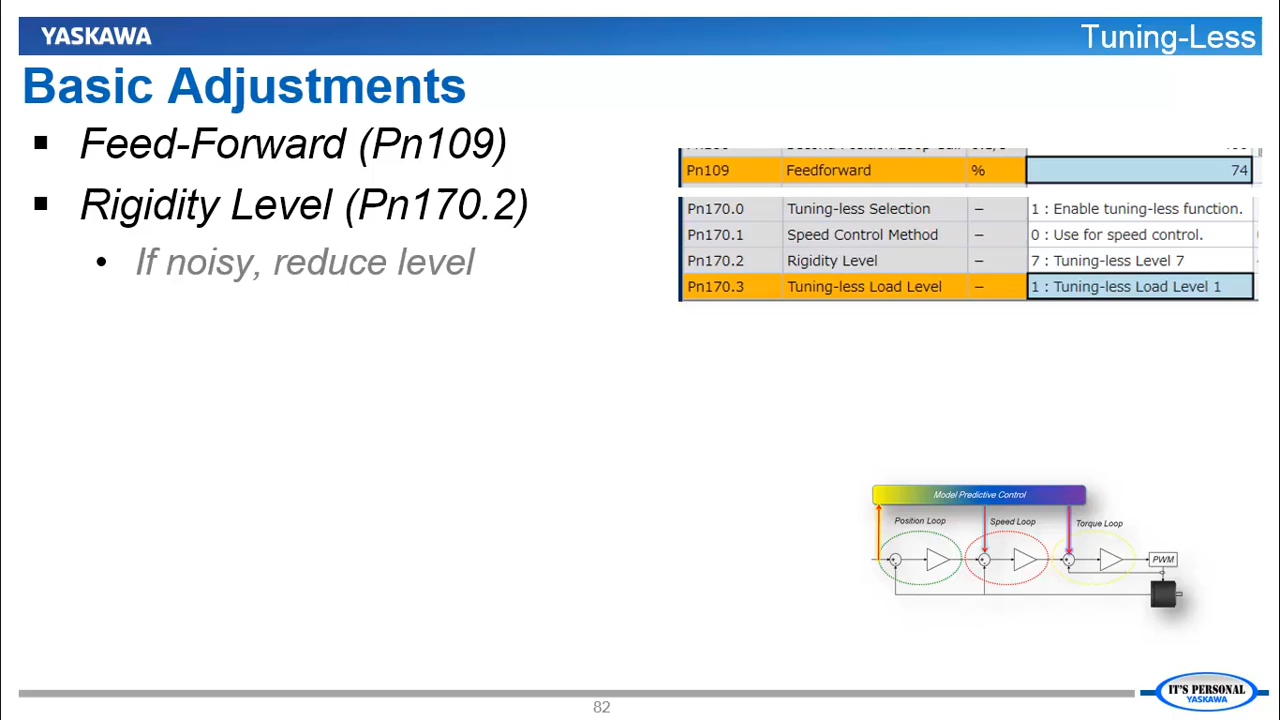 YASKAWA
Tuning-Less
Basic Adjustments
▪ Feed-Forward (Pn109)
▪ Rigidity Level (Pn170.2)
• If noisy, reduce level
Pn109 Feedforward % 74
Pn170.0 Tuning-less Selection – 1 : Enable tuning-less function.
Pn170.1 Speed Control Method – 0 : Use for speed control.
Pn170.2 Rigidity Level – 7 : Tuning-less Level 7
Pn170.3 Tuning-less Load Level – 1 : Tuning-less Load Level 1
Model Predictive Control
Position Loop Speed Loop Torque Loop
PWM
82
IT'S PERSONAL
YASKAWA